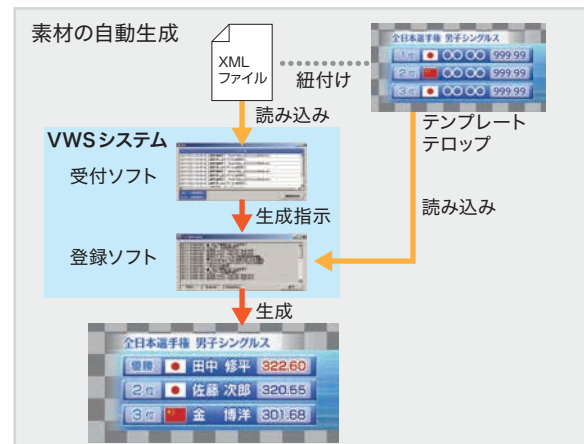 素材の自動生成
XML
ファイル
紐付け
全日本選手権 男子シングルス
1位 ○○ ○○ 999.99
2位 ○○ ○○ 999.99
3位 ○○ ○○ 999.99
テンプレート
テロップ
読み込み
VWSシステム
受付ソフト
生成指示
読み込み
登録ソフト
生成
全日本選手権 男子シングルス
優勝 田中 修平 322.60
2位 佐藤 次郎 320.55
3位 金 博洋 301.68